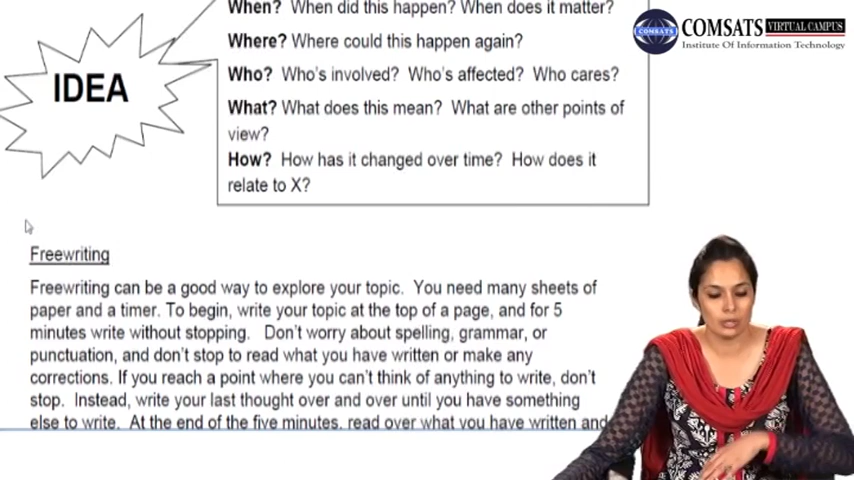 When? When did this happen? When does it matter?
Where? Where could this happen again?
Who? Who's involved? Who's affected? Who cares?
What? What does this mean? What are other points of
view?
How? How has it changed over time? How does it
relate to X?
IDEA
COMSATS VIRTUAL CAMPUS
Institute Of Information Technology
COMSATS
Freewriting
Freewriting can be a good way to explore your topic. You need many sheets of
paper and a timer. To begin, write your topic at the top of a page, and for 5
minutes write without stopping. Don't worry about spelling, grammar, or
punctuation, and don't stop to read what you have written or make any
corrections. If you reach a point where you can't think of anything to write, don't
stop. Instead, write your last thought over and over until you have something
else to write. At the end of the five minutes, read over what you have written and